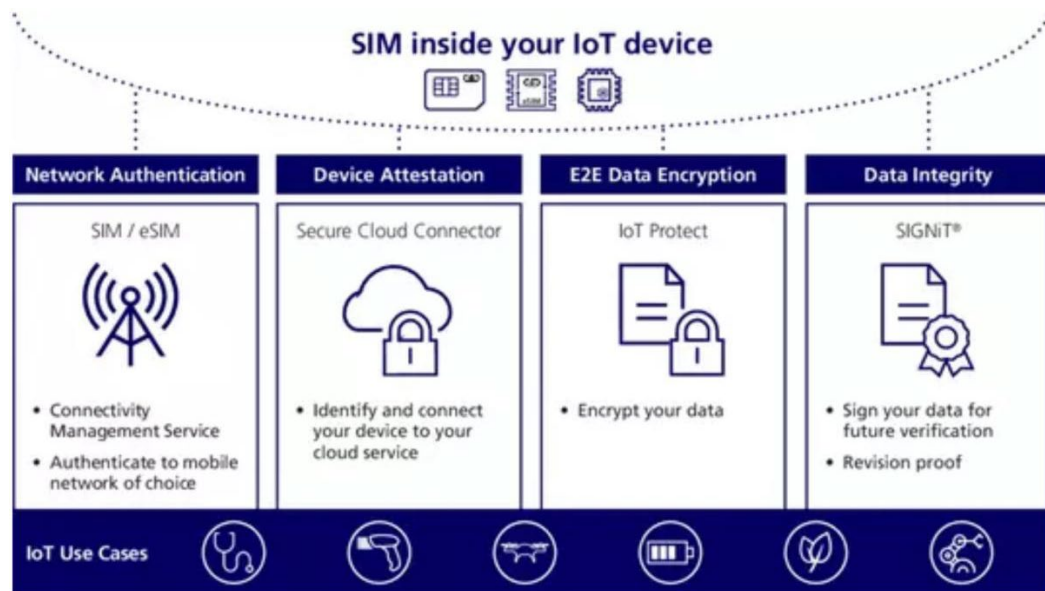 SIM inside your IoT device
eSIM
Network Authentication
Device Attestation
E2E Data Encryption
Data Integrity
SIM / eSIM
Secure Cloud Connector
IoT Protect
SIGNiT®
• Connectivity
Management Service
• Authenticate to mobile
network of choice
• Identify and connect
your device to your
cloud service
• Encrypt your data
• Sign your data for
future verification
• Revision proof
IoT Use Cases